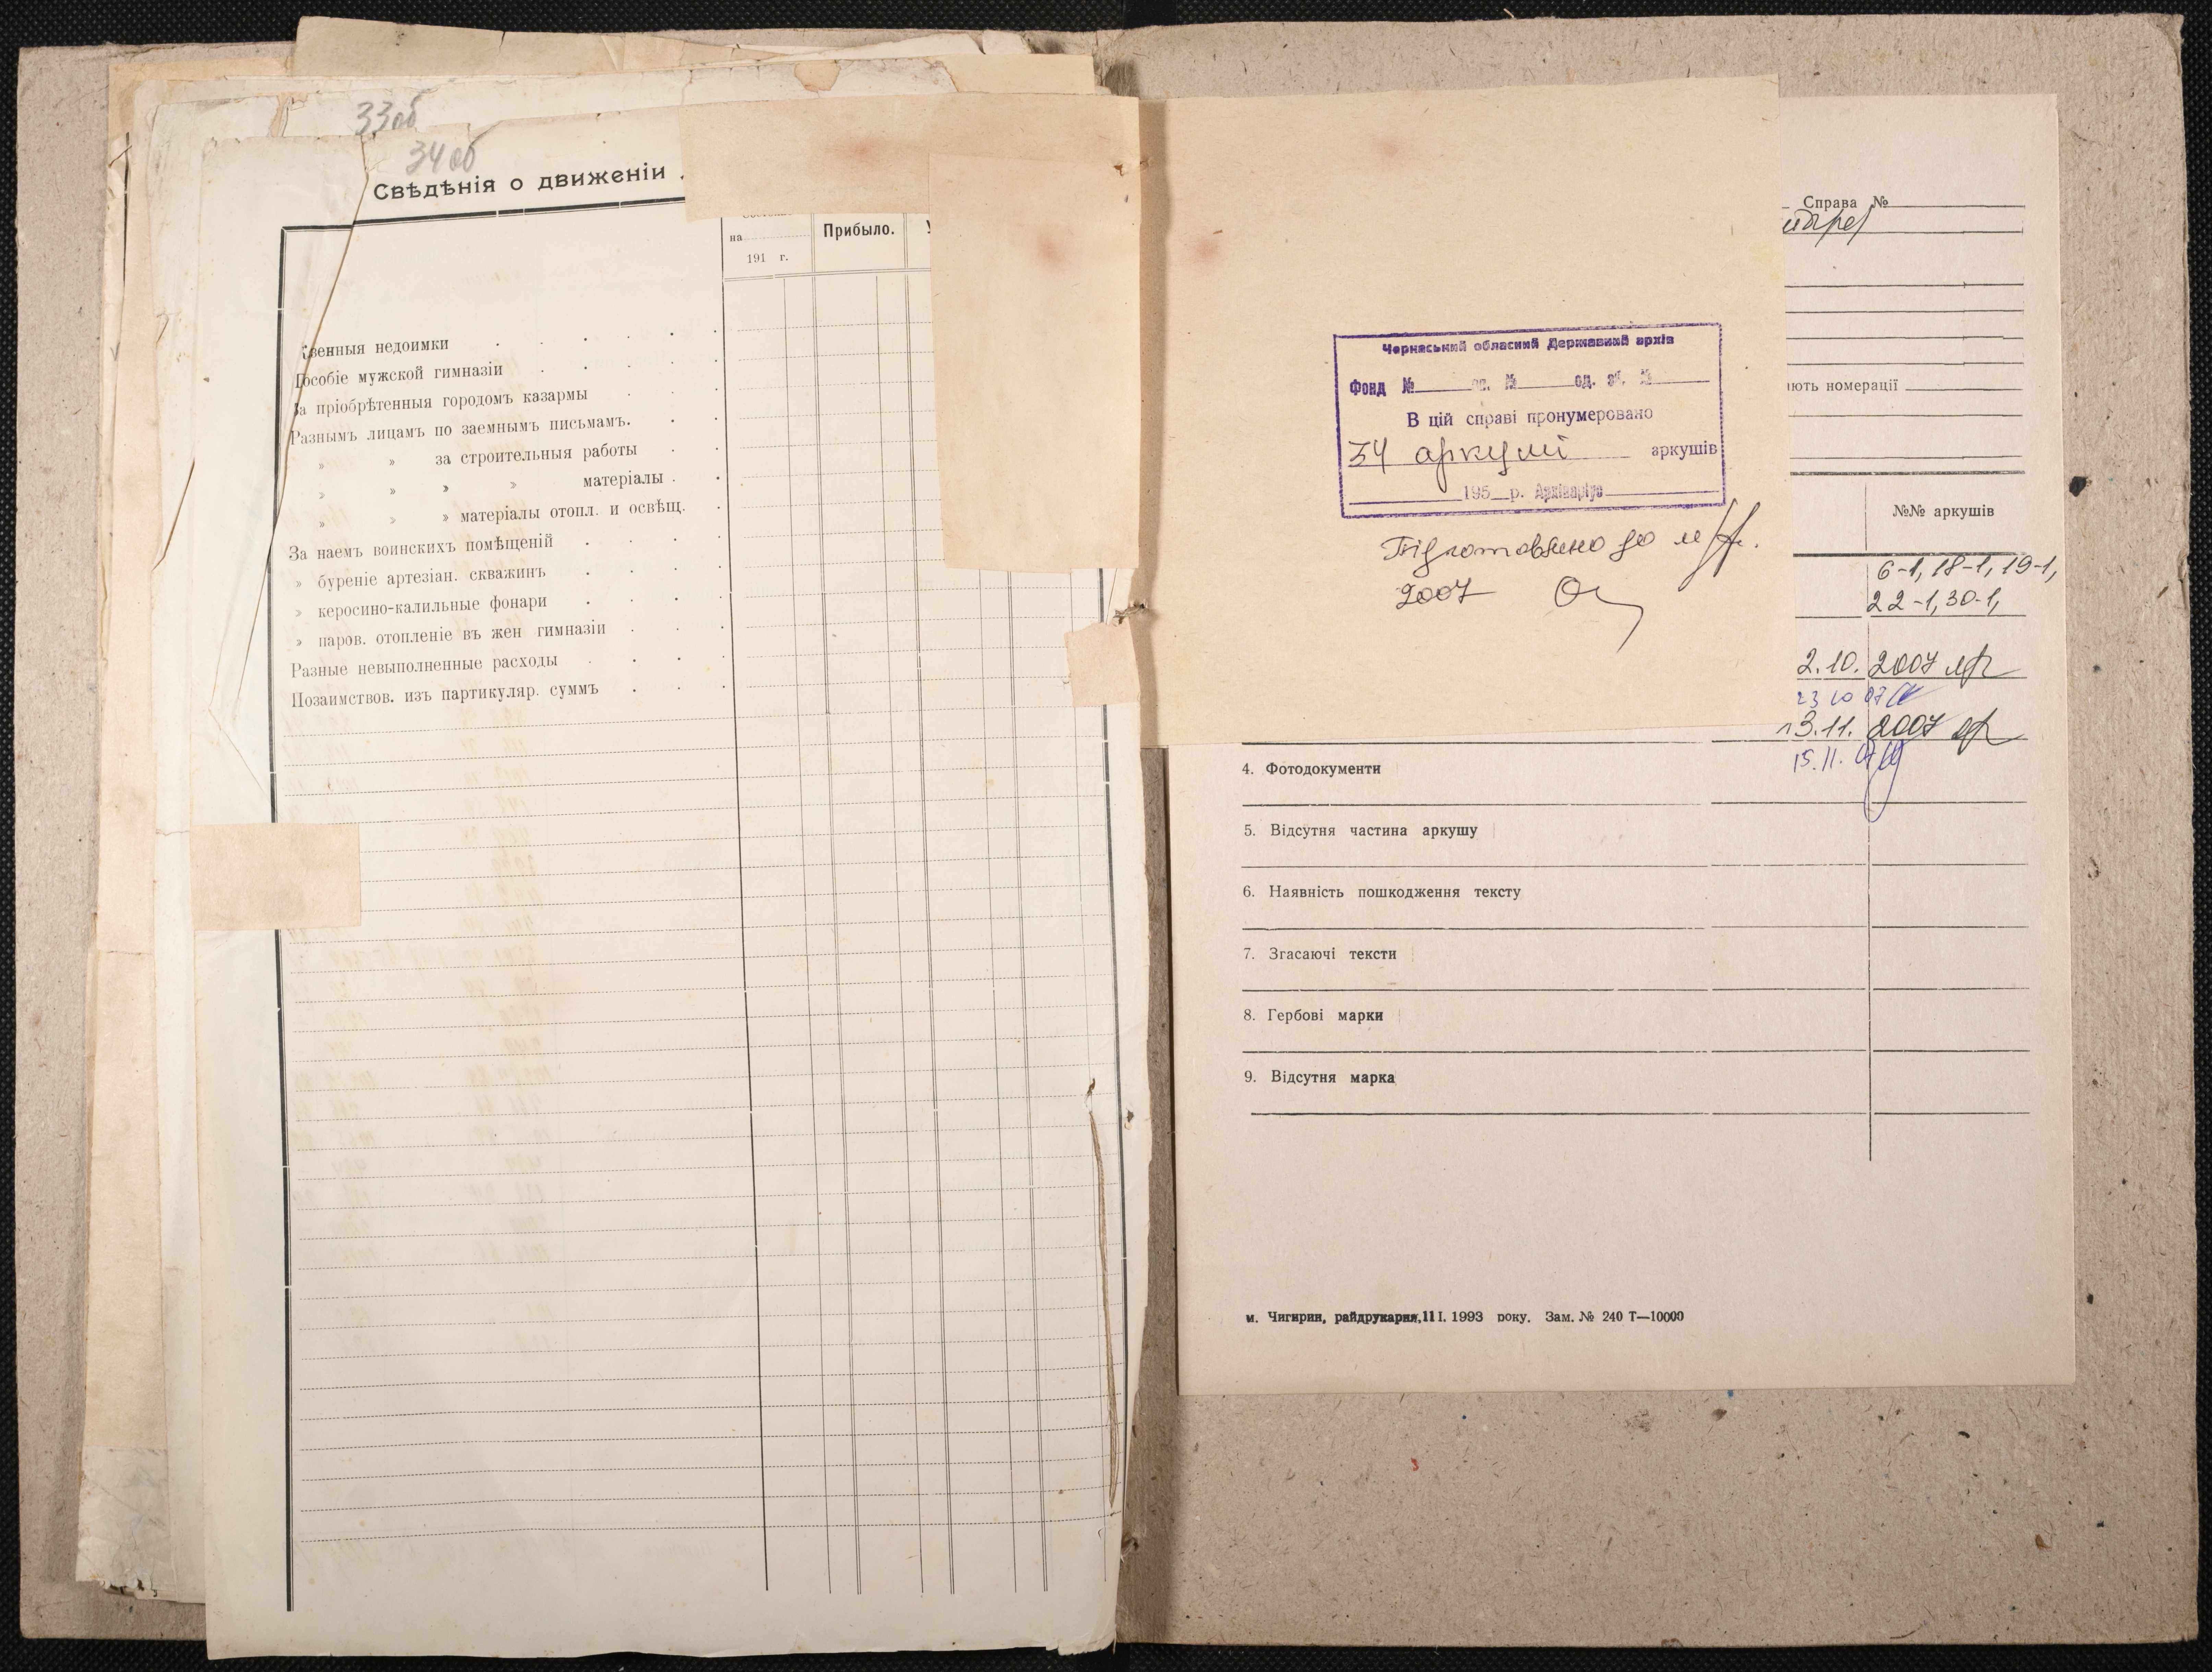 33об
34об
Свѣдѣнія о движеніи
на
191 г.
Прибыло.
венныя недоимки
Пособіе мужской гимназіи
За пріобрѣтенныя городомъ казармы
Разнымъ лицамъ по заемнымъ письмамъ.
» » за строительныя работы
» » » » матеріалы .
» » » матеріалы отопл. и освѣщ.
За наемъ воинскихъ помѣщеній
» буреніе артезіан. скважинъ
» керосино-калильные фонари
» паров. отопленіе въ жен гимназіи
Разные невыполненные расходы
Позаимствов. изъ партикуляр. суммъ
Черкаський обласний Державний архів
Фонд № оп. № од. зб. №
В цій справі пронумеровано
34 аркуші аркушів
195 р. Архіваріус
Підготовлено до м/ф.
2007
Справа №
ають номерації
№№ аркушів
6-1, 18-1, 19-1,
22-1, 30-1,
2.10. 2007
23 10 07
13.11. 2007
15.11. 07
4. Фотодокументи
5. Відсутня частина аркушу
6. Наявність пошкодження тексту
7. Згасаючі тексти
8. Гербові марки
9. Відсутня марка
м. Чигирин, райдрукарня, 11 I. 1993 року. Зам. № 240 Т—10000